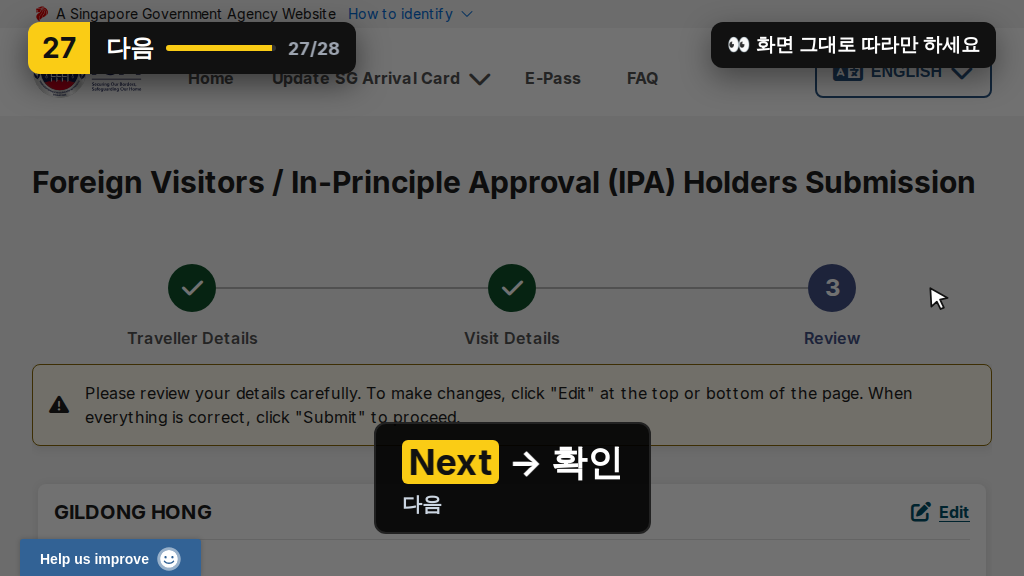 A Singapore Government Agency Website How to identify
27 다음 27/28
👀 화면 그대로 따라만 하세요
Home Update SG Arrival Card E-Pass FAQ
ENGLISH
Foreign Visitors / In-Principle Approval (IPA) Holders Submission
3
Traveller Details Visit Details Review
Please review your details carefully. To make changes, click "Edit" at the top or bottom of the page. When
everything is correct, click "Submit" to proceed.
Next → 확인
다음
GILDONG HONG Edit
Help us improve